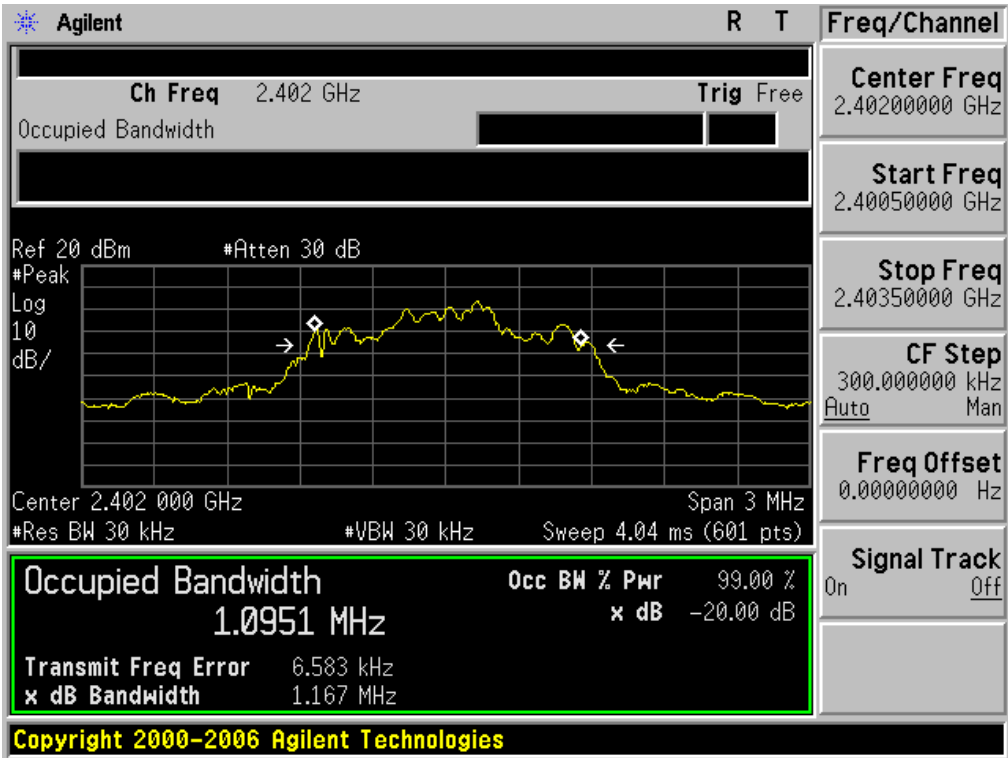 Agilent R T
Ch Freq 2.402 GHz Trig Free
Occupied Bandwidth
Ref 20 dBm #Atten 30 dB
#Peak
Log
10
dB/
Center 2.402 000 GHz Span 3 MHz
#Res BW 30 kHz #VBW 30 kHz Sweep 4.04 ms (601 pts)
Occupied Bandwidth
1.0951 MHz
Occ BW % Pwr 99.00 %
x dB -20.00 dB
Transmit Freq Error 6.583 kHz
x dB Bandwidth 1.167 MHz
Copyright 2000-2006 Agilent Technologies
Freq/Channel
Center Freq
2.40200000 GHz
Start Freq
2.40050000 GHz
Stop Freq
2.40350000 GHz
CF Step
300.000000 kHz
Auto Man
Freq Offset
0.00000000 Hz
Signal Track
On Off